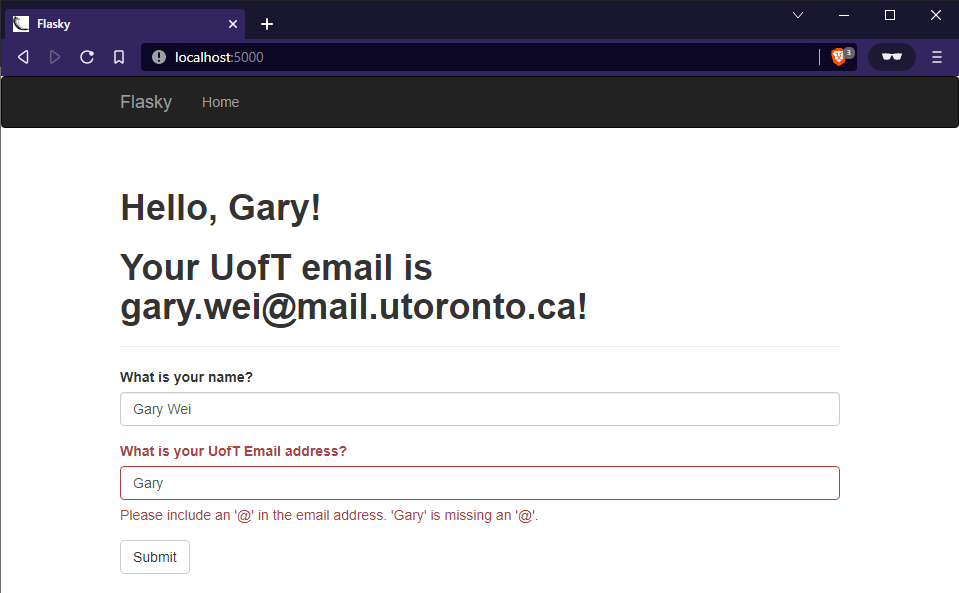 Flasky
localhost:5000
3
Flasky Home
Hello, Gary!
Your UofT email is
gary.wei@mail.utoronto.ca!
What is your name?
Gary Wei
What is your UofT Email address?
Gary
Please include an '@' in the email address. 'Gary' is missing an '@'.
Submit